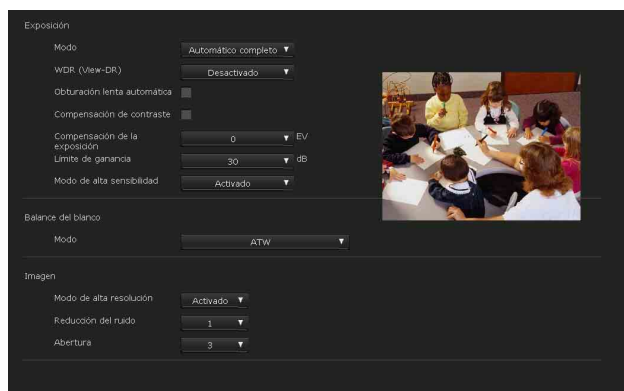 Exposición
Modo Automático completo
WDR (View-DR) Desactivado
Obturación lenta automática
Compensación de contraste
Compensación de la
exposición 0 EV
Límite de ganancia 30 dB
Modo de alta sensibilidad Activado
Balance del blanco
Modo ATW
Imagen
Modo de alta resolución Activado
Reducción del ruido 1
Abertura 3